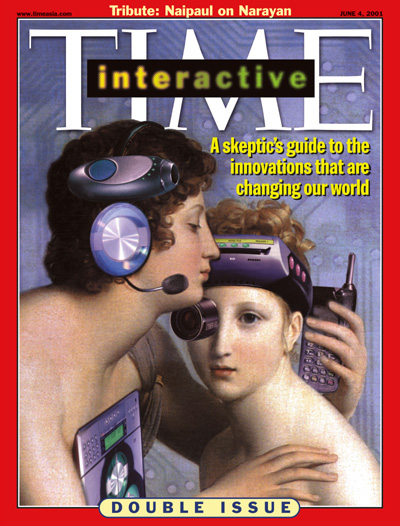 Tribute: Naipaul on Narayan
www.timeasia.com
JUNE 4, 2001
TIME
interactive
A skeptic's guide to the
innovations that are
changing our world
DOUBLE ISSUE